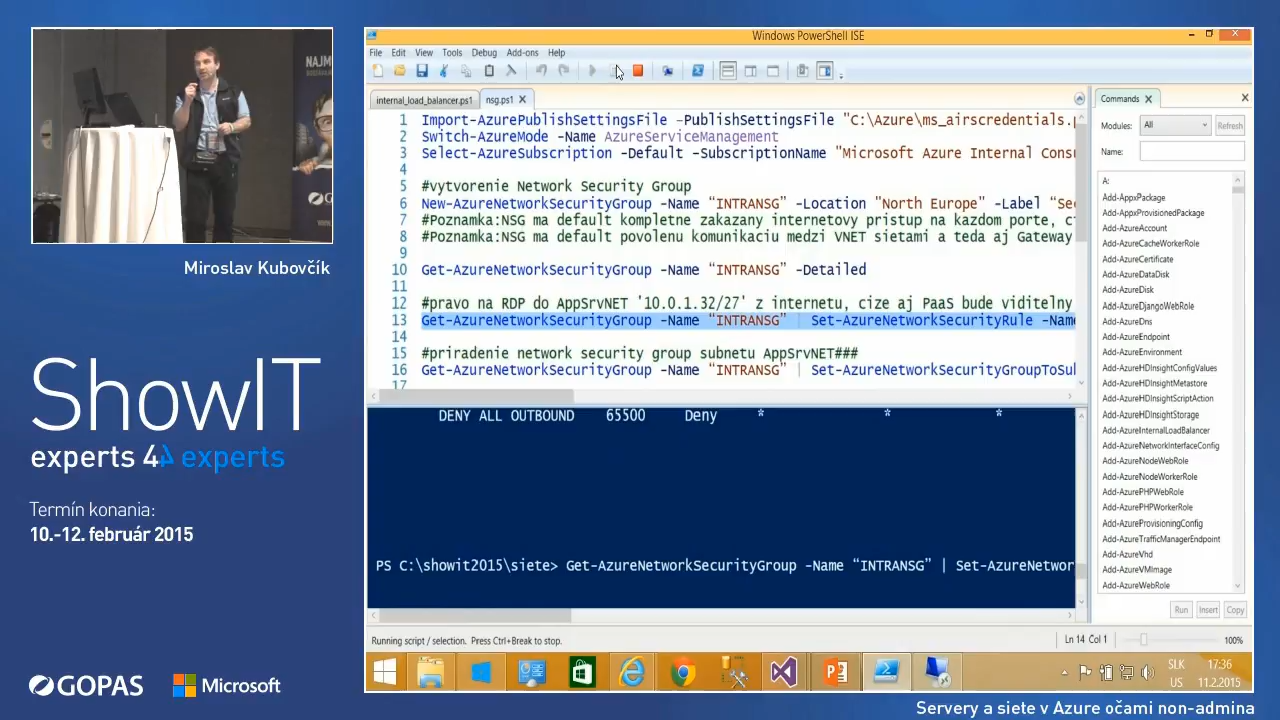 NAJM
Miroslav Kubovčík
ShowIT
experts 4 experts
Termín konania:
10.-12. február 2015
GOPAS
Microsoft
Windows PowerShell ISE
File Edit View Tools Debug Add-ons Help
internal_load_balancer.ps1 nsg.ps1
1 Import-AzurePublishSettingsFile –PublishSettingsFile "C:\Azure\ms_airscredentials.p
2 Switch-AzureMode -Name AzureServiceManagement
3 Select-AzureSubscription -Default -SubscriptionName "Microsoft Azure Internal Consu
4
5 #vytvorenie Network Security Group
6 New-AzureNetworkSecurityGroup -Name “INTRANSG” -Location "North Europe" -Label “Sec
7 #Poznamka:NSG ma default kompletne zakazany internetovy pristup na kazdom porte, c
8 #Poznamka:NSG ma default povolenu komunikaciu medzi VNET sietami a teda aj Gateway
9
10 Get-AzureNetworkSecurityGroup -Name “INTRANSG” -Detailed
11
12 #pravo na RDP do AppSrvNET '10.0.1.32/27' z internetu, cize aj PaaS bude viditelny
13 Get-AzureNetworkSecurityGroup -Name “INTRANSG” | Set-AzureNetworkSecurityRule -Name
14
15 #priradenie network security group subnetu AppSrvNET###
16 Get-AzureNetworkSecurityGroup -Name “INTRANSG” | Set-AzureNetworkSecurityGroupToSub
17
DENY ALL OUTBOUND 65500 Deny * * *
PS C:\showit2015\siete> Get-AzureNetworkSecurityGroup -Name “INTRANSG” | Set-AzureNetwor
Running script / selection. Press Ctrl+Break to stop.
Ln 14 Col 1
100%
Commands
Modules: All Refresh
Name:
A:
Add-AppxPackage
Add-AppxProvisionedPackage
Add-AzureAccount
Add-AzureCacheWorkerRole
Add-AzureCertificate
Add-AzureDataDisk
Add-AzureDisk
Add-AzureDjangoWebRole
Add-AzureDns
Add-AzureEndpoint
Add-AzureEnvironment
Add-AzureHDInsightConfigValues
Add-AzureHDInsightMetastore
Add-AzureHDInsightScriptAction
Add-AzureHDInsightStorage
Add-AzureInternalLoadBalancer
Add-AzureNetworkInterfaceConfig
Add-AzureNodeWebRole
Add-AzureNodeWorkerRole
Add-AzurePHPWebRole
Add-AzurePHPWorkerRole
Add-AzureProvisioningConfig
Add-AzureTrafficManagerEndpoint
Add-AzureVhd
Add-AzureVMImage
Add-AzureWebRole
Run Insert Copy
SLK
US
17:36
11.2.2015
Servery a siete v Azure očami non-admina